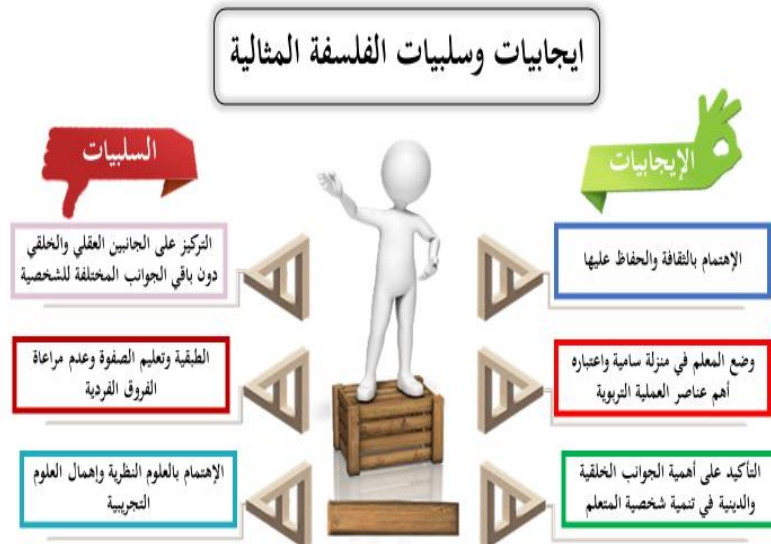 ايجابيات وسلبيات الفلسفة المثالية
الإيجابيات
الإهتمام بالثقافة والحفاظ عليها
وضع المعلم في منزلة سامية واعتباره
أهم عناصر العملية التربوية
التأكيد على أهمية الجوانب الخلقية
والدينية في تنمية شخصية المتعلم
السلبيات
التركيز على الجانبين العقلي والخلقي
دون باقي الجوانب المختلفة للشخصية
الطبقية وتعليم الصفوة وعدم مراعاة
الفروق الفردية
الإهتمام بالعلوم النظرية وإهمال العلوم
التجريبية